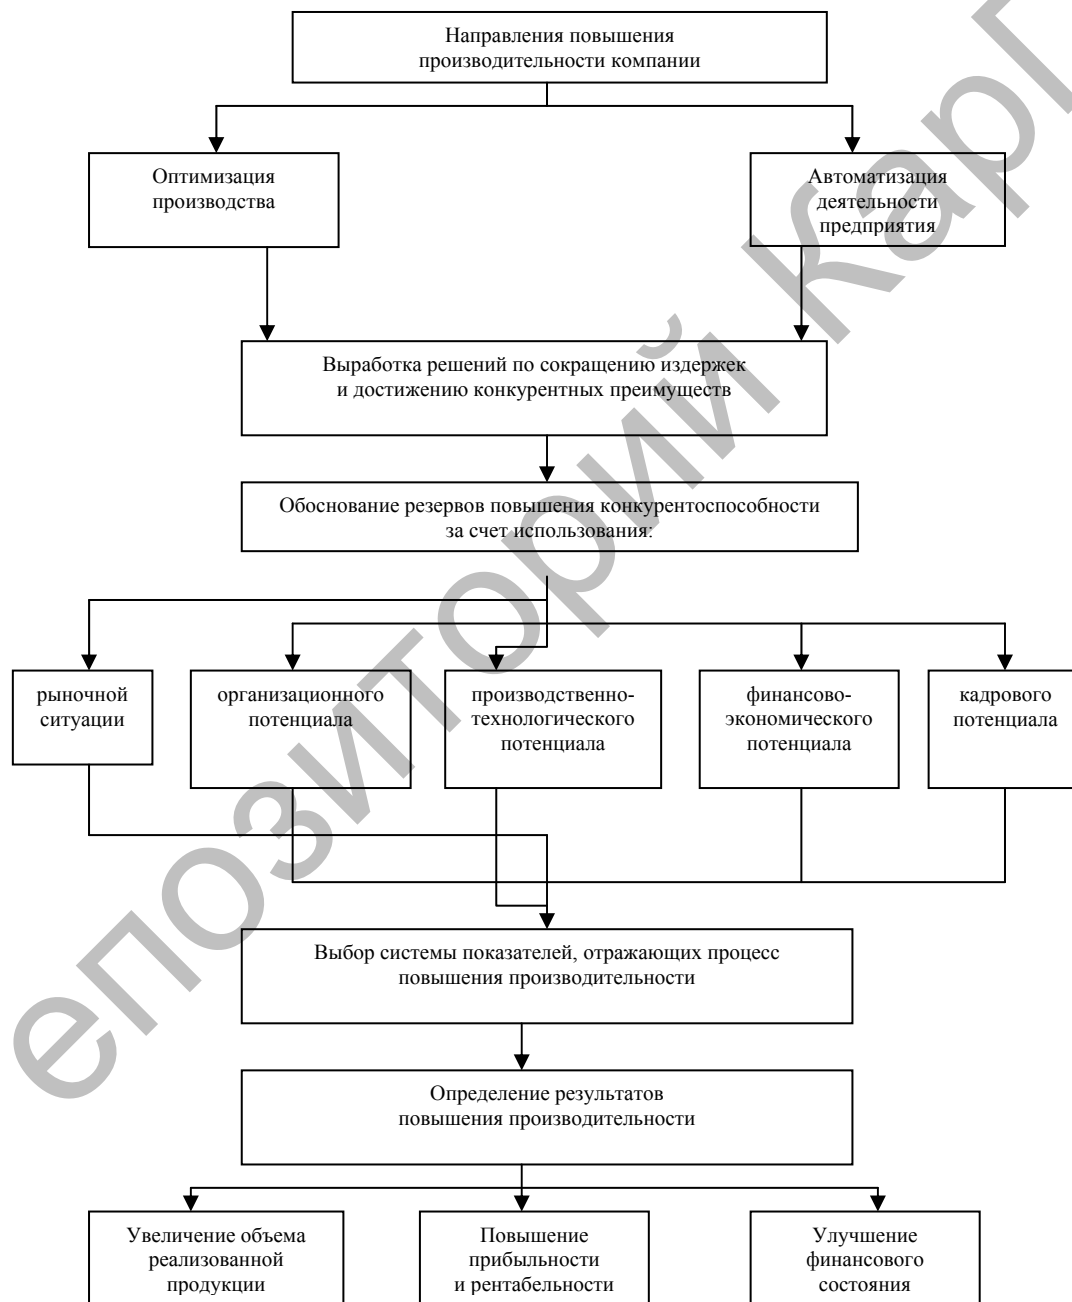 Направления повышения
производительности компании
Оптимизация
производства
Автоматизация
деятельности
предприятия
Выработка решений по сокращению издержек
и достижению конкурентных преимуществ
Обоснование резервов повышения конкурентоспособности
за счет использования:
рыночной
ситуации
организационного
потенциала
производственно-
технологического
потенциала
финансово-
экономического
потенциала
кадрового
потенциала
Выбор системы показателей, отражающих процесс
повышения производительности
Определение результатов
повышения производительности
Увеличение объема
реализованной
продукции
Повышение
прибыльности
и рентабельности
Улучшение
финансового
состояния
епозиторий КарГ